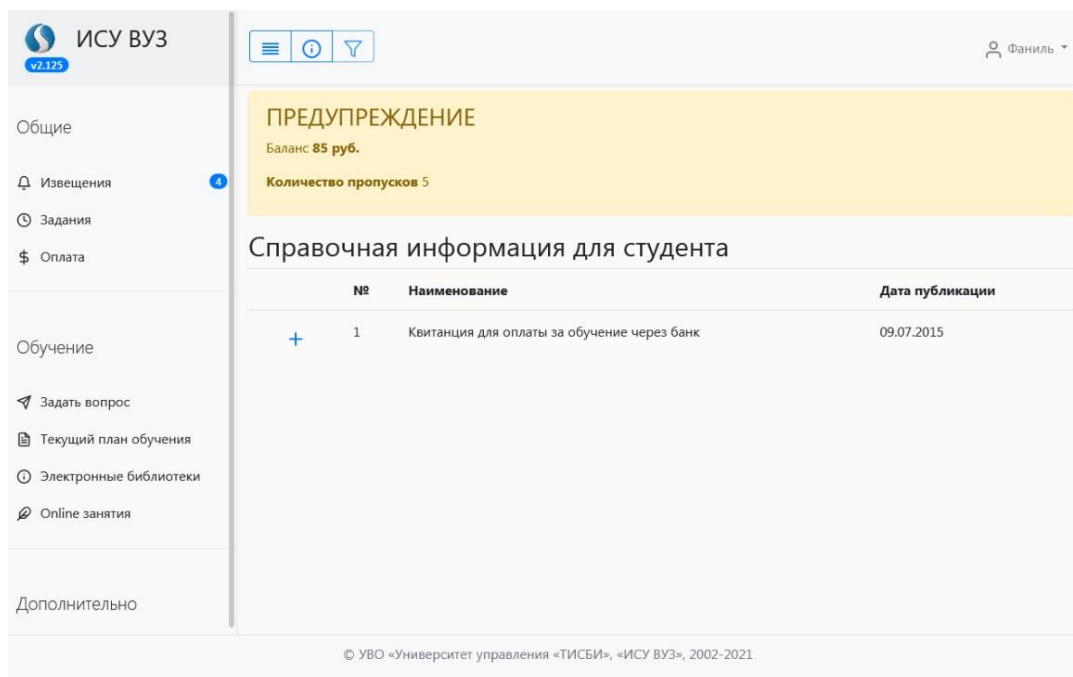 ИСУ ВУЗ
v2.125
Фаниль
Общие
Извещения 4
Задания
Оплата
Обучение
Задать вопрос
Текущий план обучения
Электронные библиотеки
Online занятия
Дополнительно
ПРЕДУПРЕЖДЕНИЕ
Баланс 85 руб.
Количество пропусков 5
Справочная информация для студента
№ Наименование Дата публикации
1 Квитанция для оплаты за обучение через банк 09.07.2015
© УВО «Университет управления «ТИСБИ», «ИСУ ВУЗ», 2002-2021